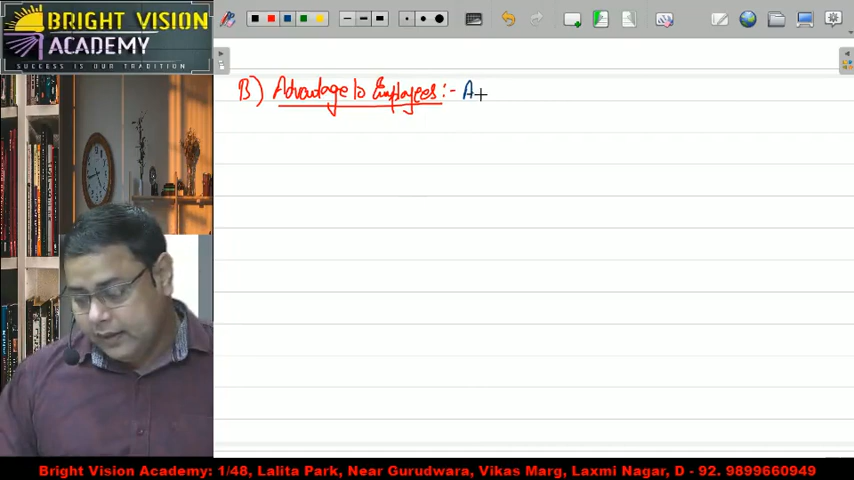 BRIGHT VISION
ACADEMY
SUCCESS IS OUR TRADITION
B) Advantage to Employees :- A
Bright Vision Academy: 1/48, Lalita Park, Near Gurudwara, Vikas Marg, Laxmi Nagar, D - 92. 9899660949